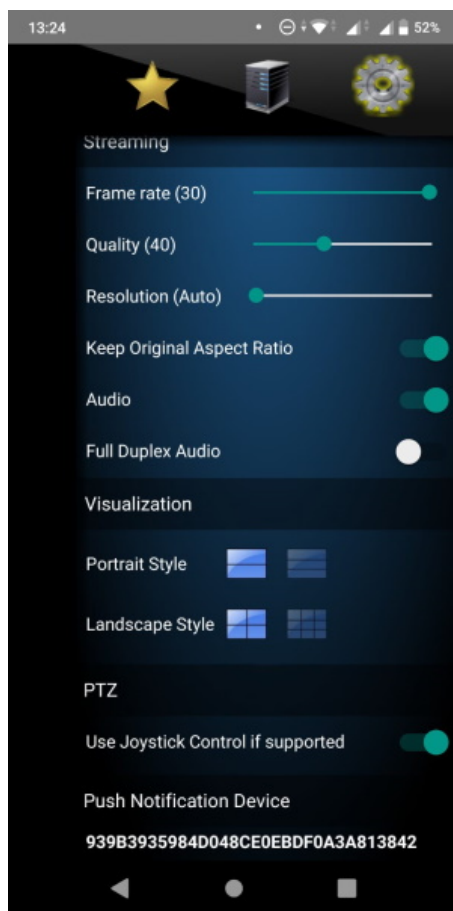 13:24
52%
Streaming
Frame rate (30)
Quality (40)
Resolution (Auto)
Keep Original Aspect Ratio
Audio
Full Duplex Audio
Visualization
Portrait Style
Landscape Style
PTZ
Use Joystick Control if supported
Push Notification Device
939B3935984D048CE0EBDF0A3A813842